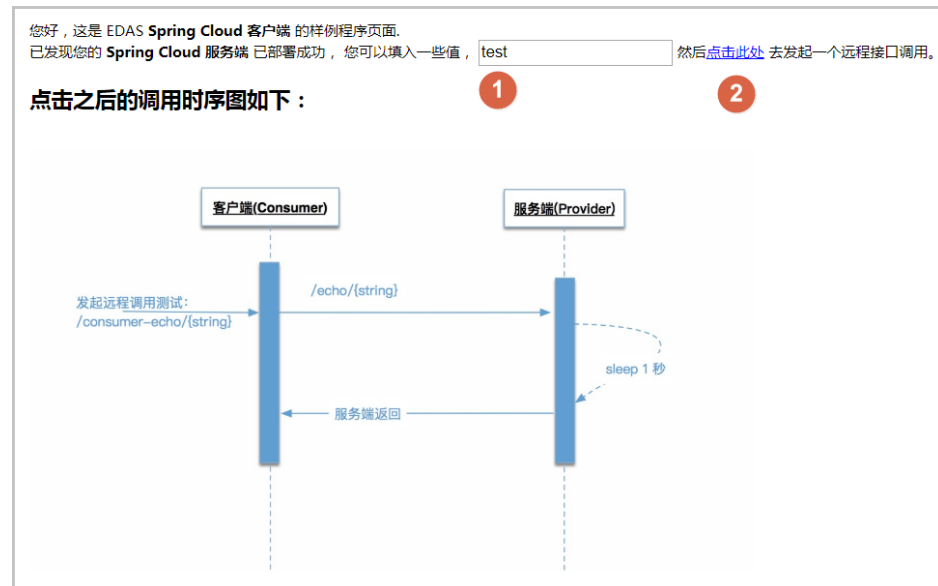 您好，这是 EDAS Spring Cloud 客户端 的样例程序页面.
已发现您的 Spring Cloud 服务端 已部署成功， 您可以填入一些值， test 然后点击此处 去发起一个远程接口调用。
1
2
点击之后的调用时序图如下：
客户端(Consumer)
服务端(Provider)
发起远程调用测试:
/consumer-echo/{string}
/echo/{string}
sleep 1 秒
服务端返回